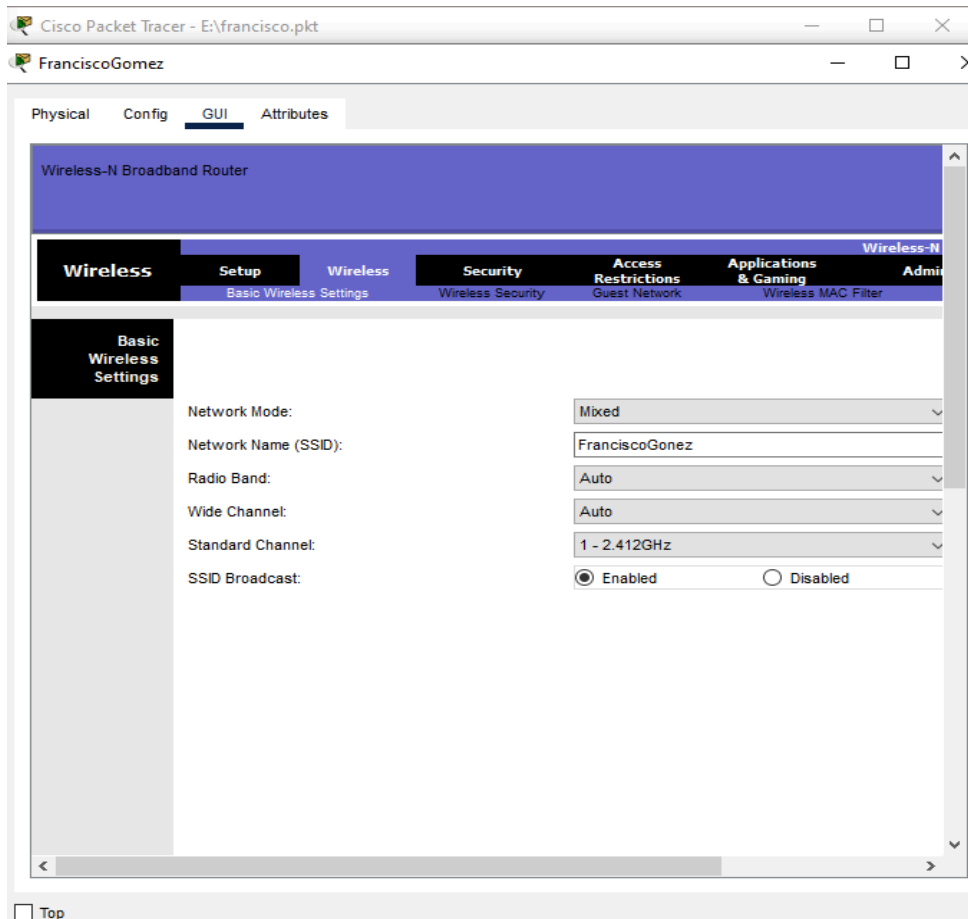 Cisco Packet Tracer - E:\francisco.pkt
FranciscoGomez
Physical Config GUI Attributes
Wireless-N Broadband Router
Wireless-N
Wireless Setup Wireless Security Access Restrictions Applications & Gaming
Basic Wireless Settings Wireless Security Guest Network Wireless MAC Filter
Basic
Wireless
Settings
Network Mode: Mixed
Network Name (SSID): FranciscoGonez
Radio Band: Auto
Wide Channel: Auto
Standard Channel: 1 - 2.412GHz
SSID Broadcast: Enabled Disabled
Top